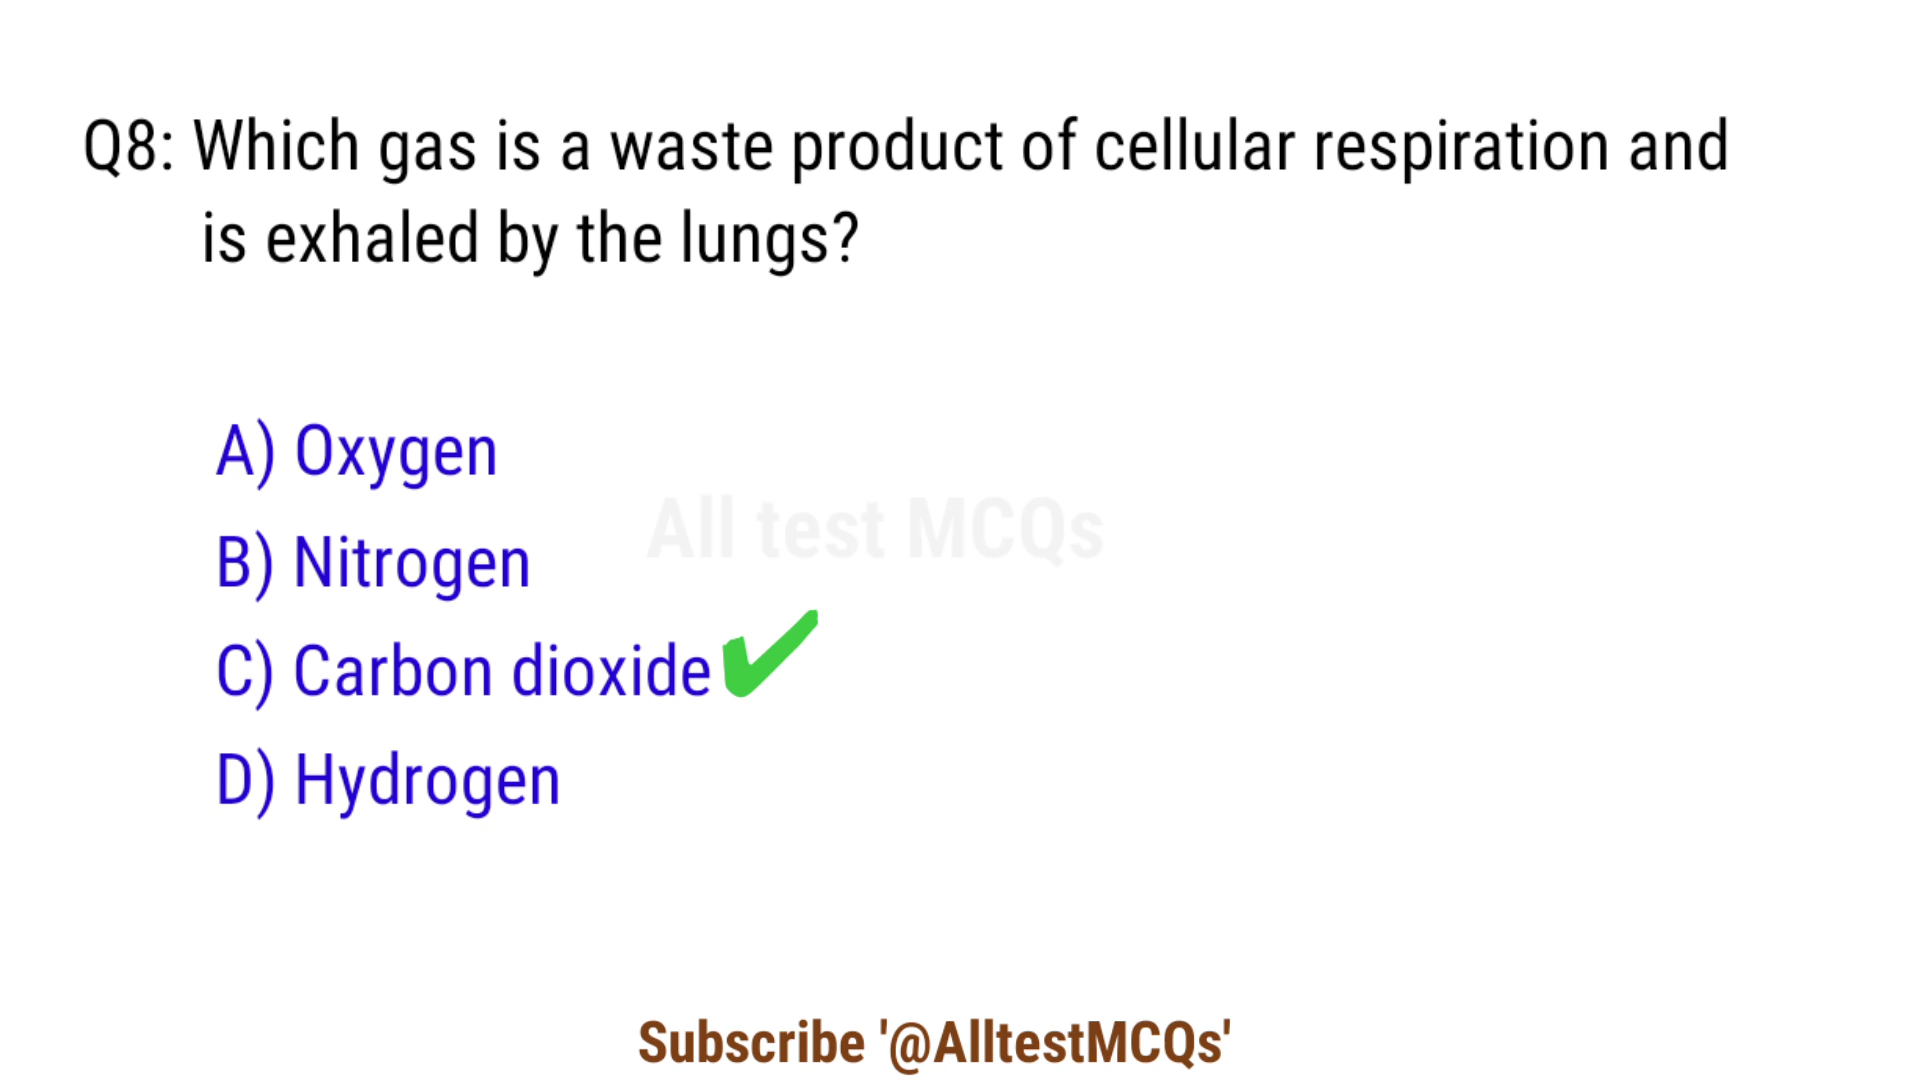 Q8: Which gas is a waste product of cellular respiration and
is exhaled by the lungs?
A) Oxygen
All test MCQs
B) Nitrogen
C) Carbon dioxide
D) Hydrogen
Subscribe '@AlltestMCQs'